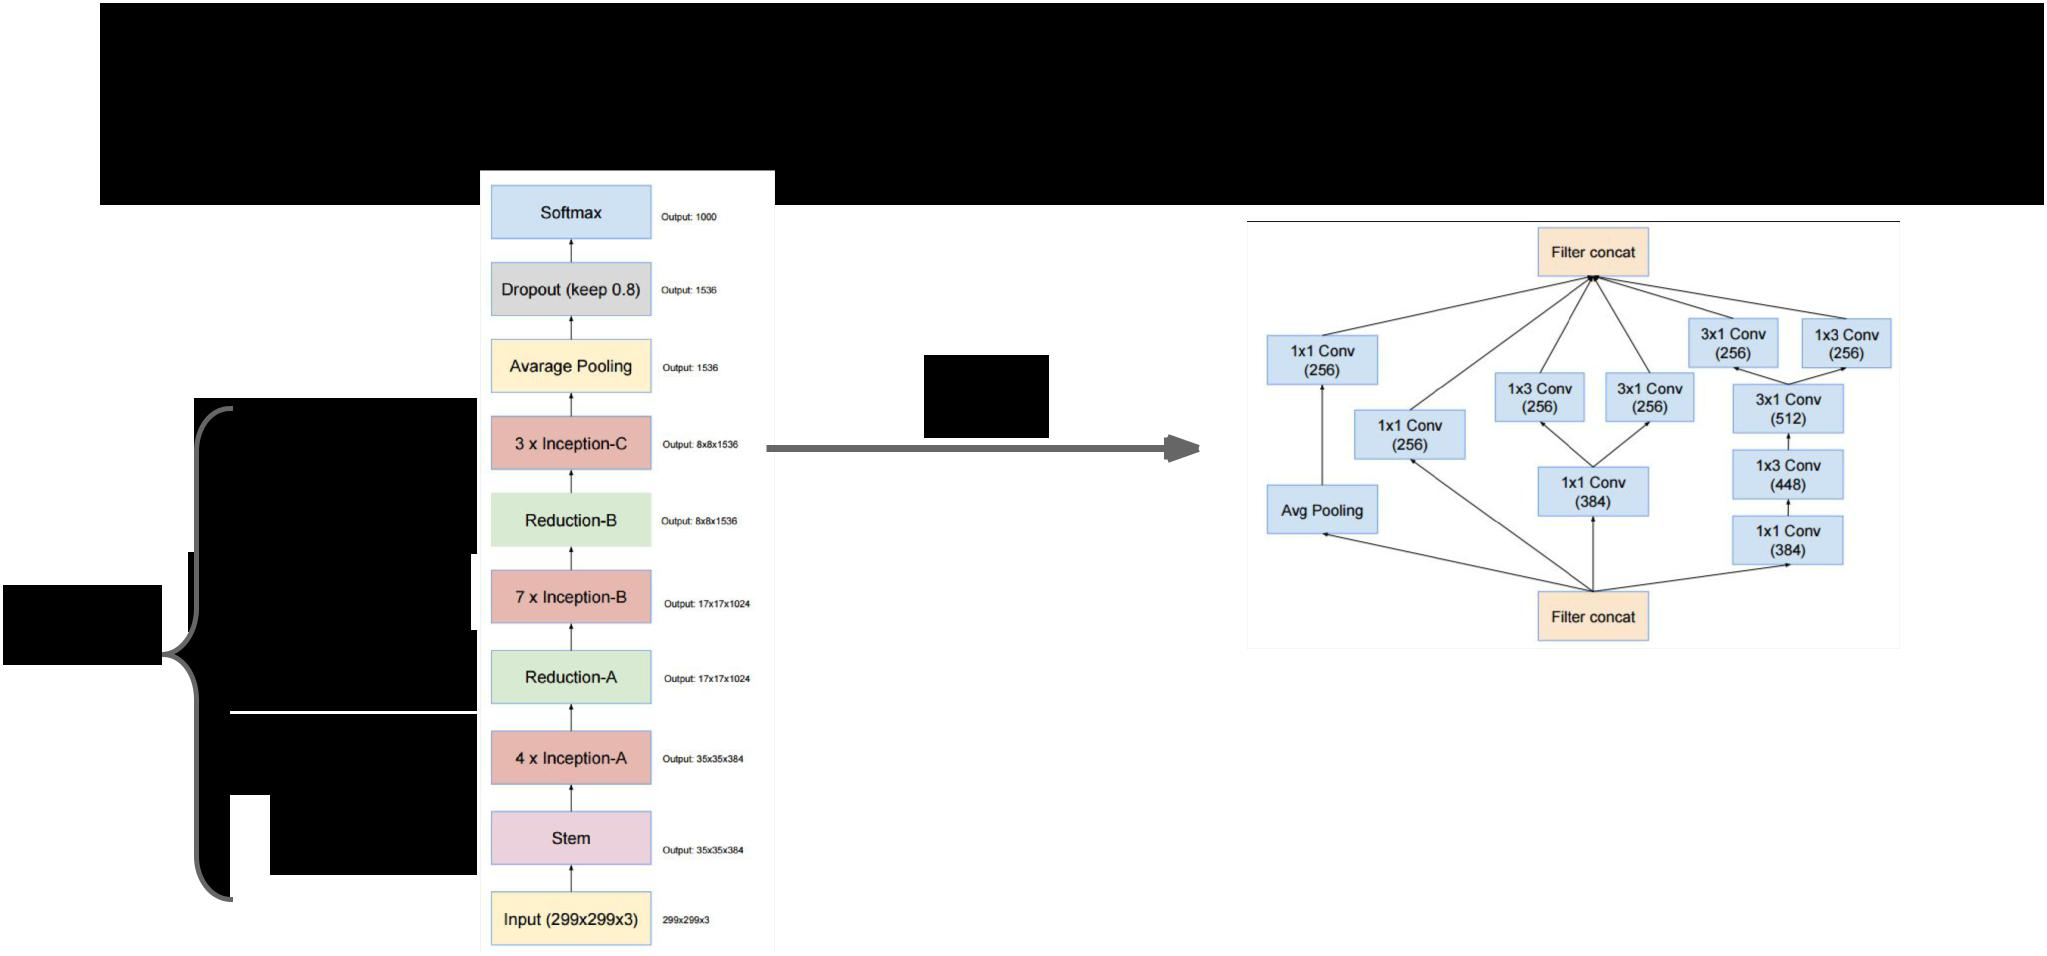 Softmax
Output: 1000
Dropout (keep 0.8)
Output: 1536
Avarage Pooling
Output: 1536
3 x Inception-C
Output: 8x8x1536
Reduction-B
Output: 8x8x1536
7 x Inception-B
Output: 17x17x1024
Reduction-A
Output: 17x17x1024
4 x Inception-A
Output: 35x35x384
Stem
Output: 35x35x384
Input (299x299x3)
299x299x3
Filter concat
1x1 Conv
(256)
Avg Pooling
1x1 Conv
(256)
1x3 Conv
(256)
3x1 Conv
(256)
1x1 Conv
(384)
3x1 Conv
(256)
1x3 Conv
(256)
3x1 Conv
(512)
1x3 Conv
(448)
1x1 Conv
(384)
Filter concat